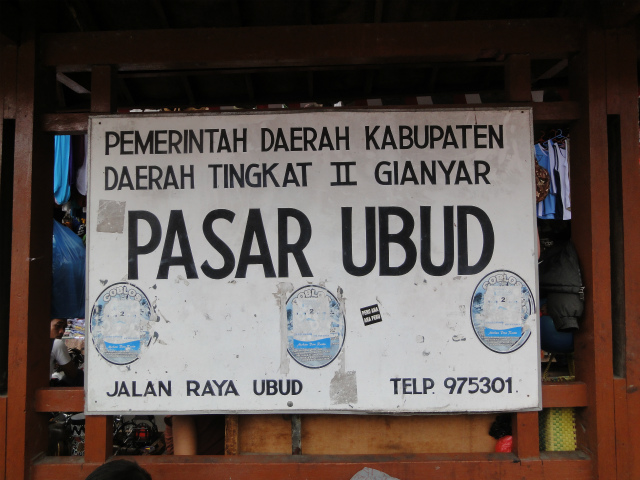 PEMERINTAH DAERAH KABUPATEN
DAERAH TINGKAT II GIANYAR
PASAR UBUD
JALAN RAYA UBUD TELP. 975301